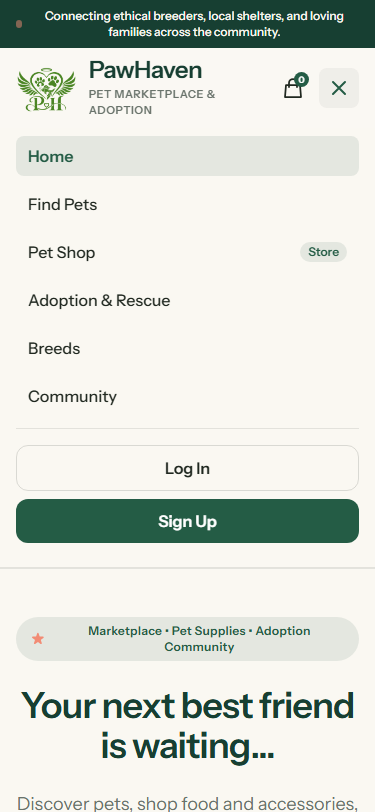 Connecting ethical breeders, local shelters, and loving
families across the community.
PawHaven
PET MARKETPLACE &
ADOPTION
0
PH
Home
Find Pets
Pet Shop
Store
Adoption & Rescue
Breeds
Community
Log In
Sign Up
Marketplace • Pet Supplies • Adoption
Community
Your next best friend
is waiting...
Discover pets, shop food and accessories,